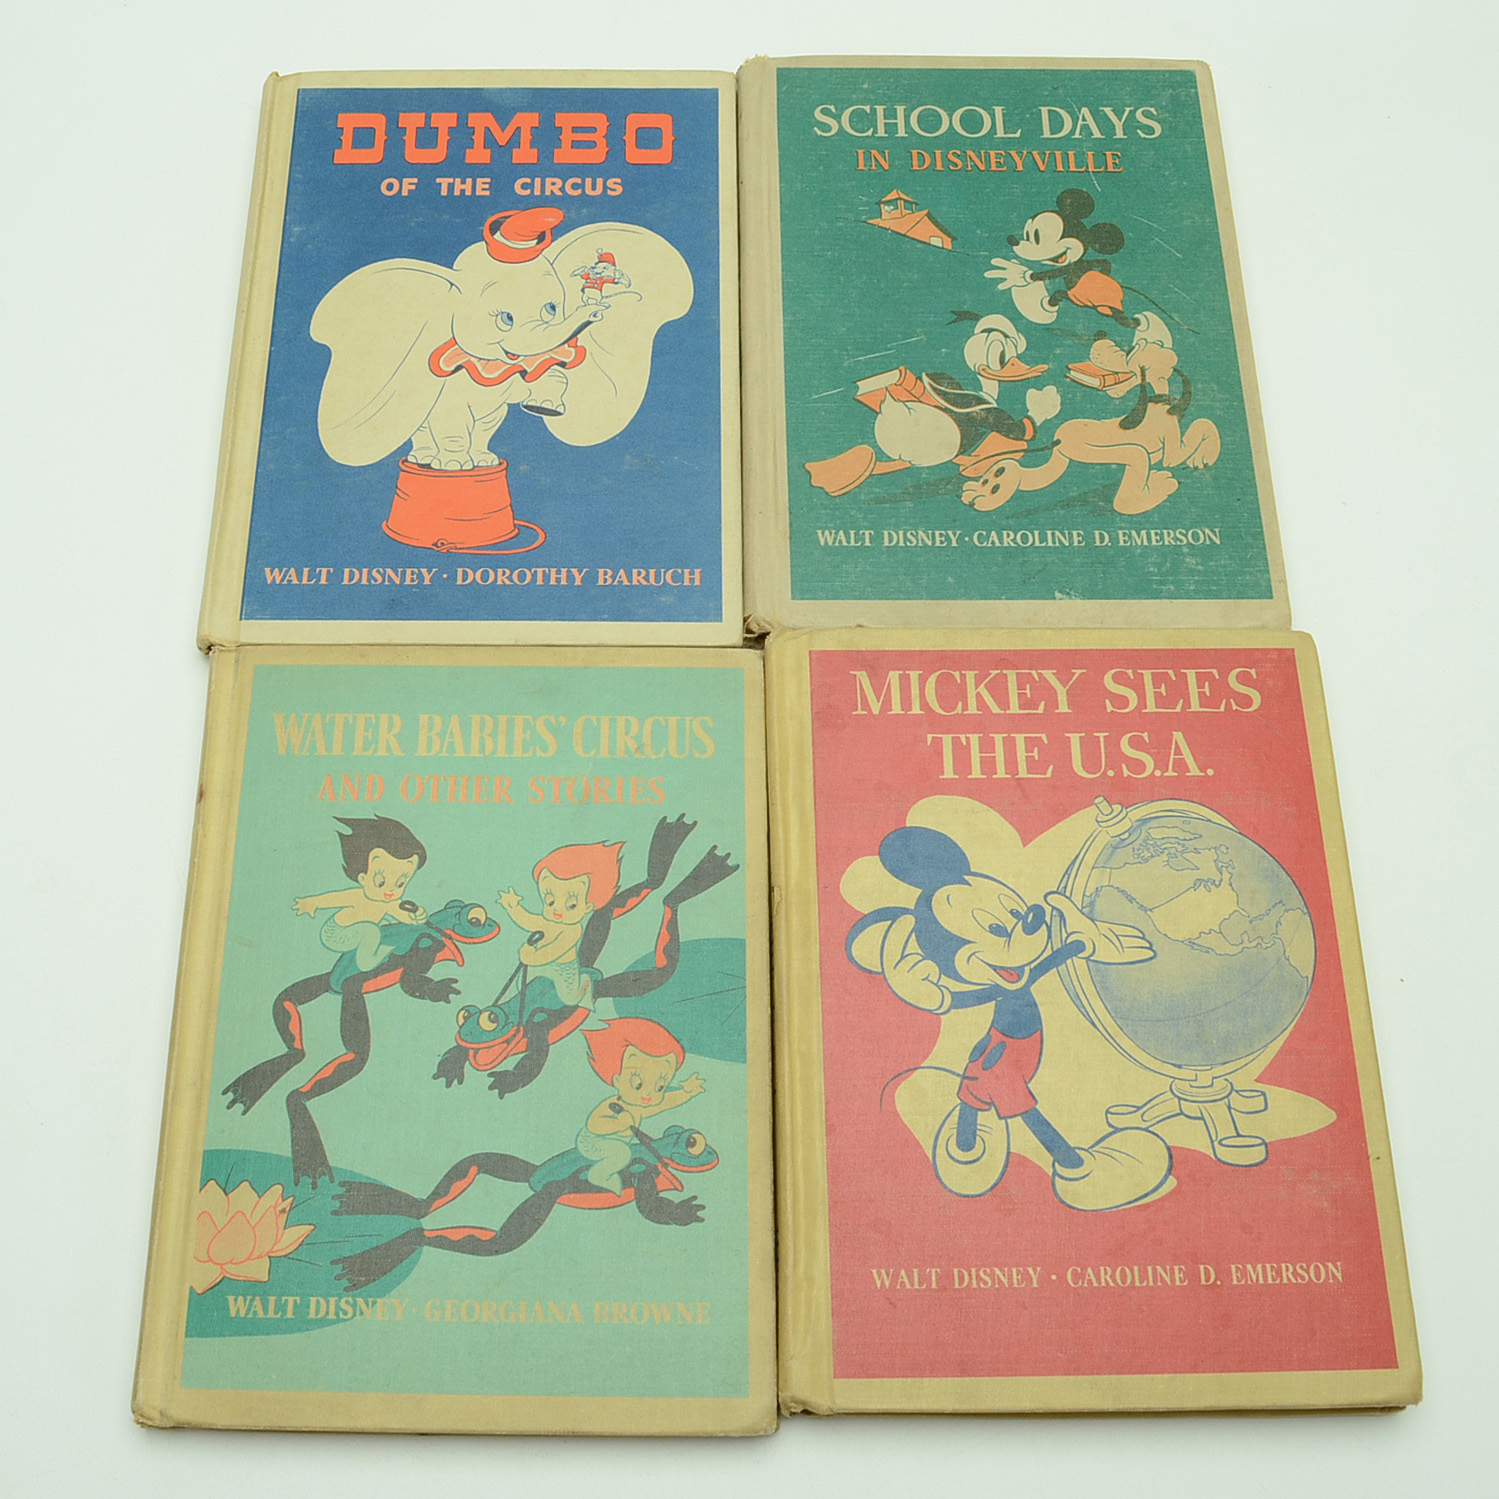 DUMBO
OF THE CIRCUS
WALT DISNEY · DOROTHY BARUCH
SCHOOL DAYS
IN DISNEYVILLE
WALT DISNEY · CAROLINE D. EMERSON
WATER BABIES' CIRCUS
AND OTHER STORIES
WALT DISNEY · GEORGIANA BROWNE
MICKEY SEES
THE U.S.A.
WALT DISNEY · CAROLINE D. EMERSON